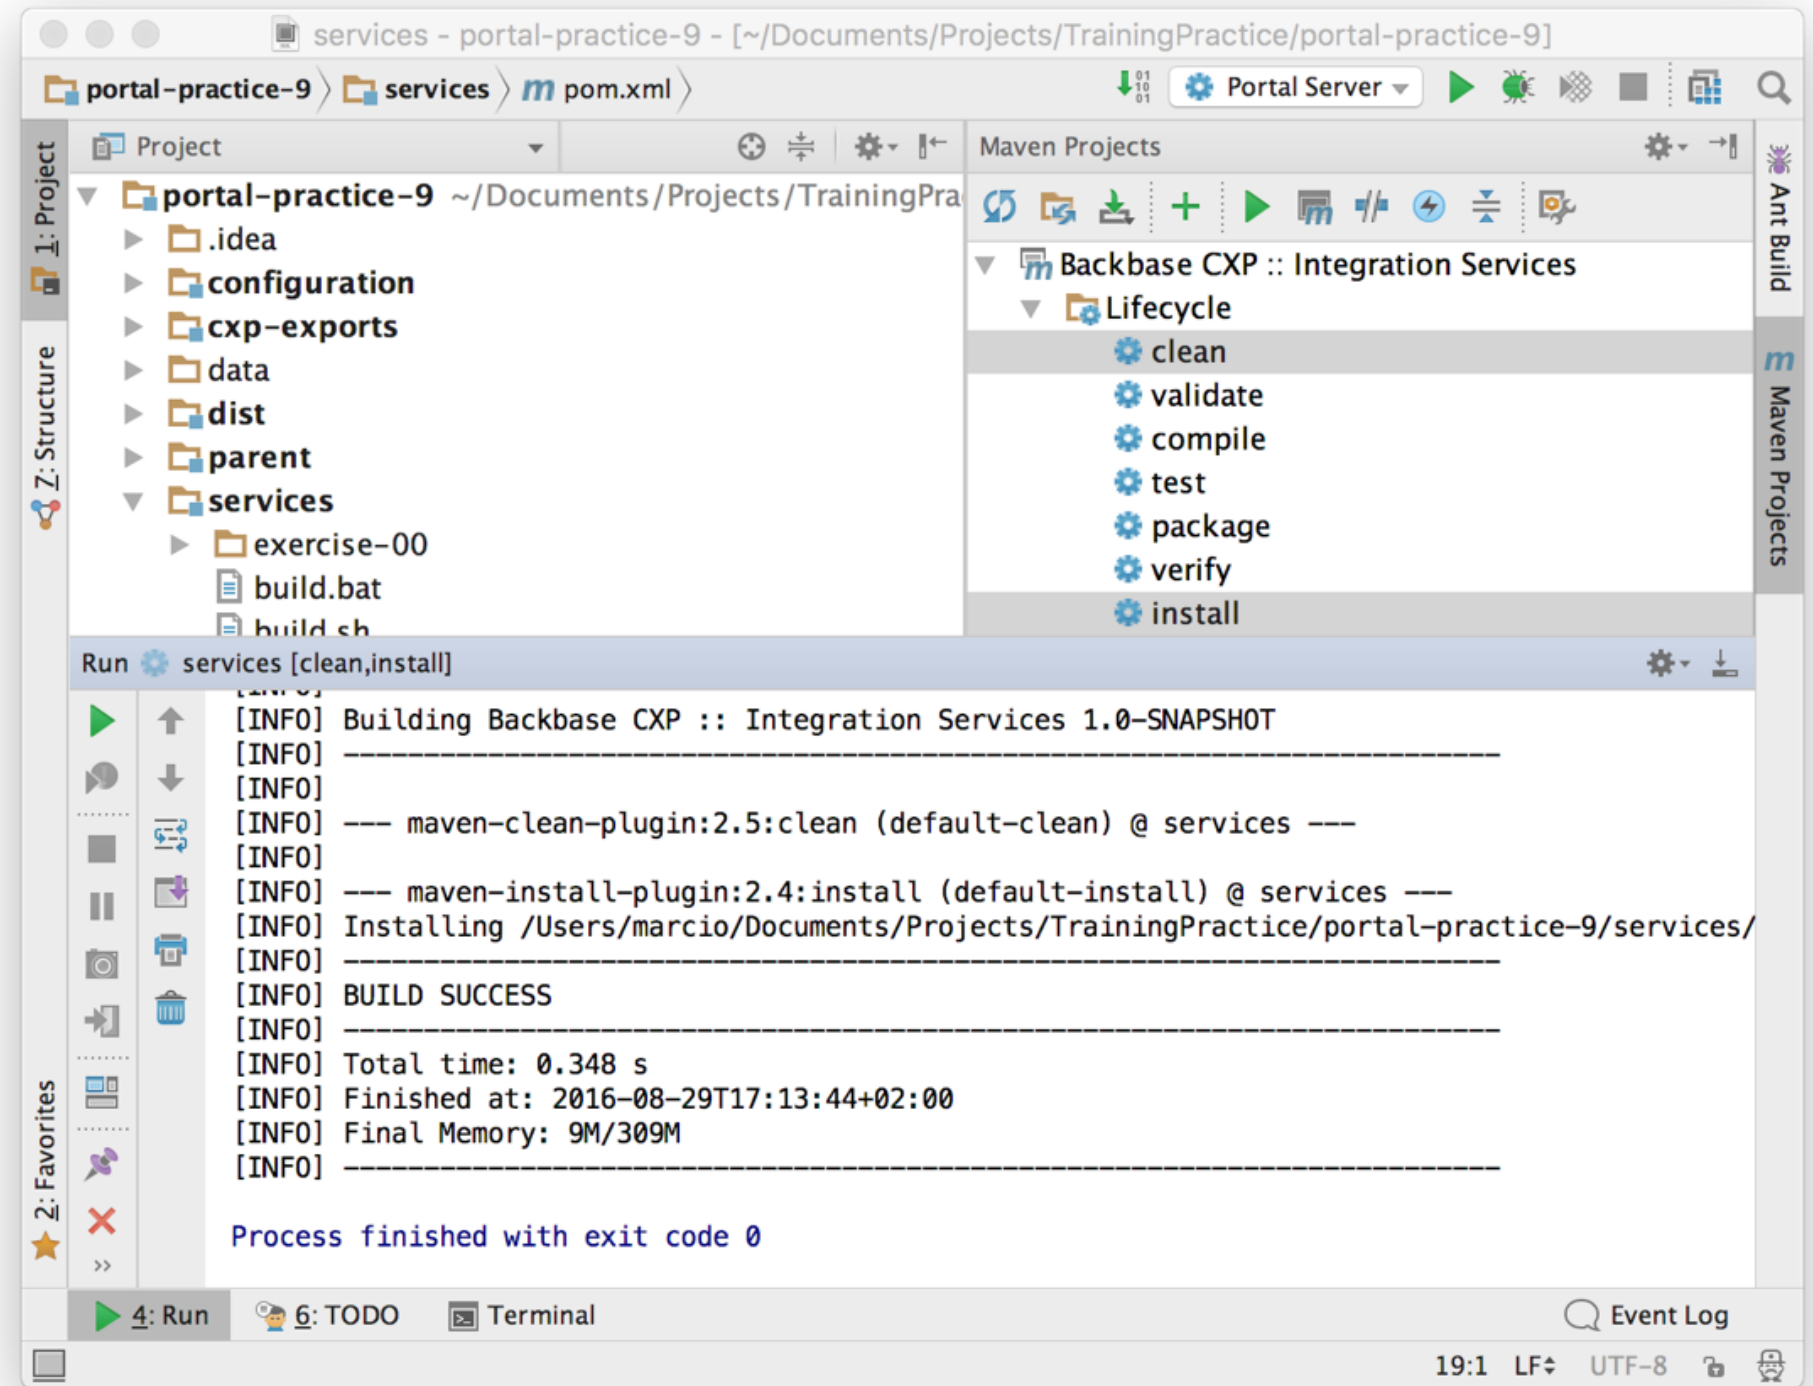 services - portal-practice-9 - [~/Documents/Projects/TrainingPractice/portal-practice-9]
portal-practice-9 services m pom.xml
Portal Server
1: Project
7: Structure
2: Favorites
Project
portal-practice-9 ~/Documents/Projects/TrainingPra
.idea
configuration
cxp-exports
data
dist
parent
services
exercise-00
build.bat
build.sh
Maven Projects
Backbase CXP :: Integration Services
Lifecycle
clean
validate
compile
test
package
verify
install
Ant Build
m Maven Projects
Run services [clean,install]
[INFO]
[INFO] Building Backbase CXP :: Integration Services 1.0-SNAPSHOT
[INFO] ------------------------------------------------------------------------
[INFO]
[INFO] --- maven-clean-plugin:2.5:clean (default-clean) @ services ---
[INFO]
[INFO] --- maven-install-plugin:2.4:install (default-install) @ services ---
[INFO] Installing /Users/marcio/Documents/Projects/TrainingPractice/portal-practice-9/services/
[INFO] ------------------------------------------------------------------------
[INFO] BUILD SUCCESS
[INFO] ------------------------------------------------------------------------
[INFO] Total time: 0.348 s
[INFO] Finished at: 2016-08-29T17:13:44+02:00
[INFO] Final Memory: 9M/309M
[INFO] ------------------------------------------------------------------------
Process finished with exit code 0
4: Run 6: TODO Terminal Event Log
19:1 LF UTF-8